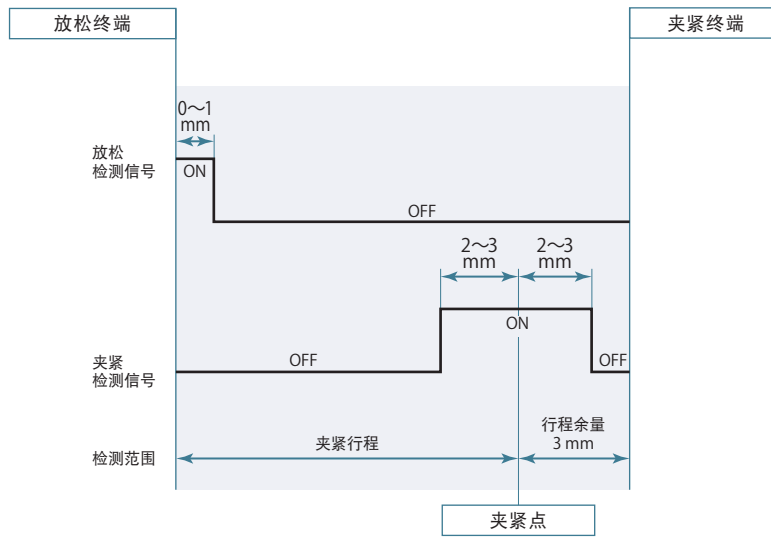 放松终端
夹紧终端
0～1
mm
放松
检测信号
ON
OFF
2～3
mm
2～3
mm
ON
夹紧
检测信号
OFF
OFF
检测范围
夹紧行程
行程余量
3 mm
夹紧点